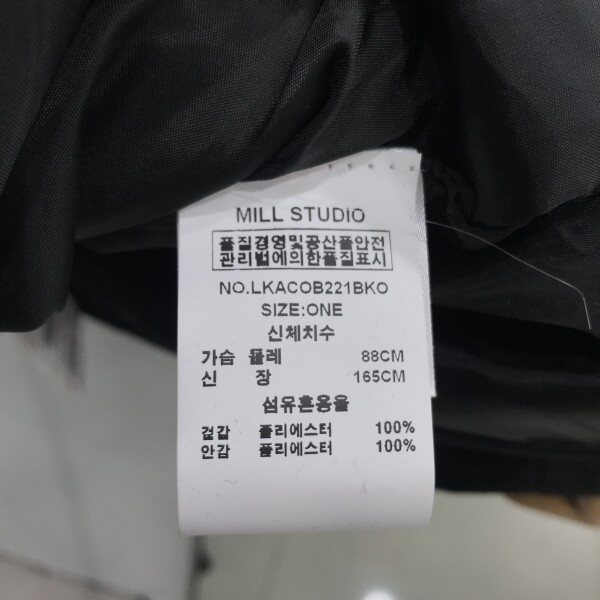 MILL STUDiO
품질경영및공산품안전
관리법에의한품질표시
NO.LKACOB221BKO
SIZE:ONE
신체치수
가슴 둘레 88CM
신 장 165CM
섬유혼용율
겉감 폴리에스터 100%
안감 폴리에스터 100%